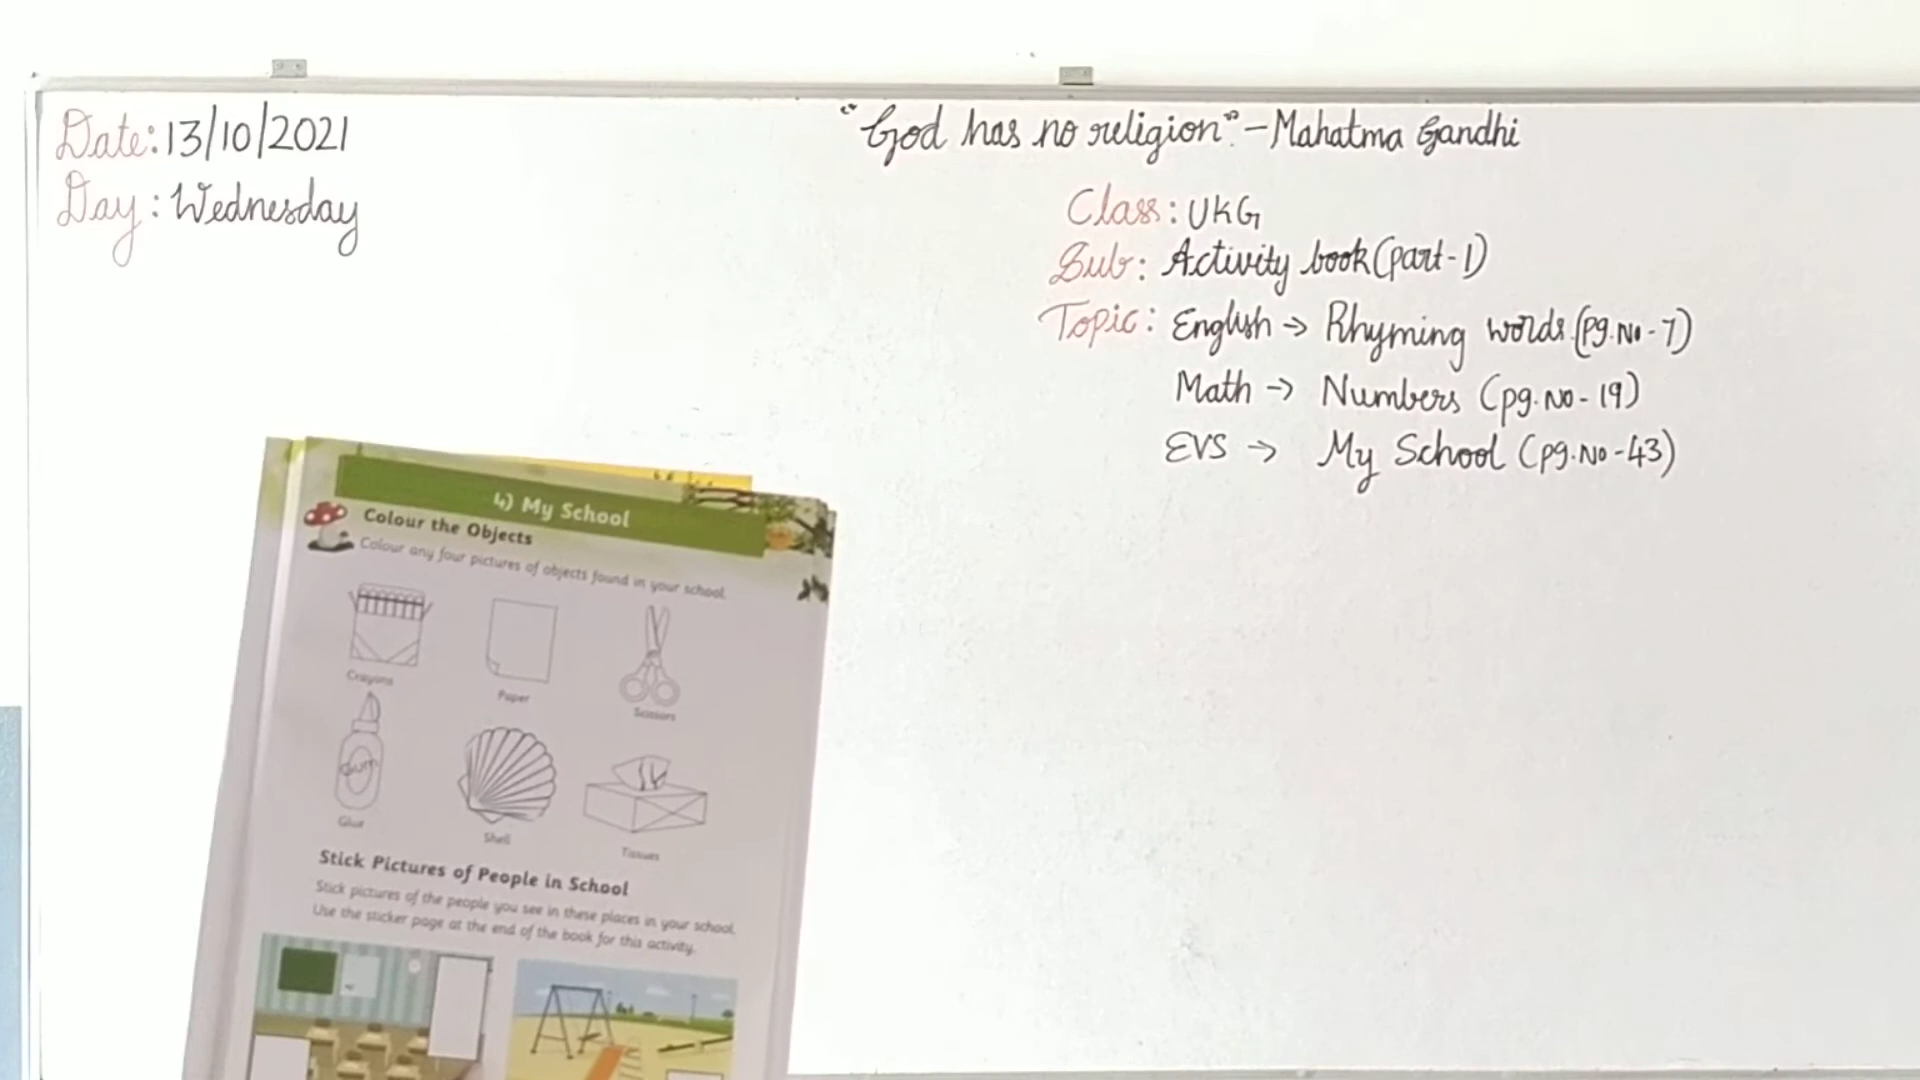 Date: 13/10/2021
Day: Wednesday
"God has no religion". - Mahatma Gandhi
Class: UKG
Sub: Activity book (part-1)
Topic: English → Rhyming words. (Pg.No-7)
Math → Numbers (pg.No-19)
EVS → My School (pg.No-43)
4) My School
Colour the Objects
Colour any four pictures of objects found in your school.
Crayons
Paper
Scissors
Gum
Glue
Shell
Tissues
Stick Pictures of People in School
Stick pictures of the people you see in these places in your school.
Use the sticker page at the end of the book for this activity.